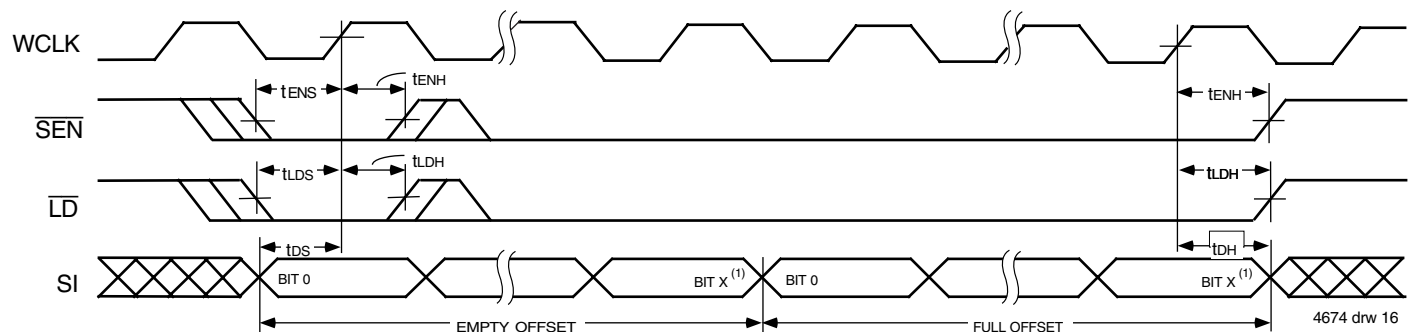 WCLK
tENS
tENH
tENH
SEN
tLDS
tLDH
tLDH
LD
tDS
tDH
SI
BIT 0
BIT X (1)
BIT 0
BIT X (1)
EMPTY OFFSET
FULL OFFSET
4674 drw 16